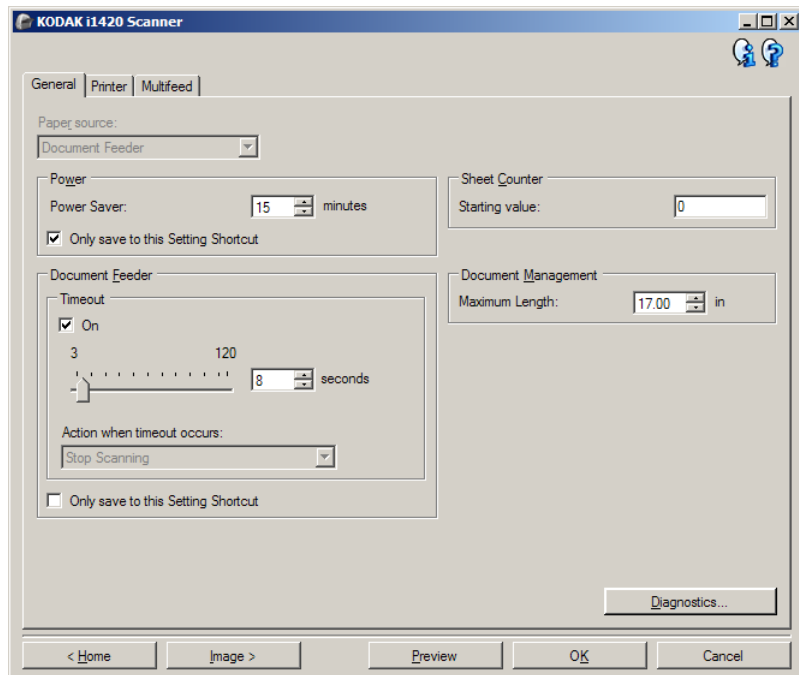 KODAK i1420 Scanner
General Printer Multifeed
Paper source:
Document Feeder
Power
Power Saver: 15 minutes
Only save to this Setting Shortcut
Sheet Counter
Starting value: 0
Document Feeder
Timeout
On
3 120
8 seconds
Action when timeout occurs:
Stop Scanning
Only save to this Setting Shortcut
Document Management
Maximum Length: 17.00 in
Diagnostics...
< Home Image > Preview OK Cancel